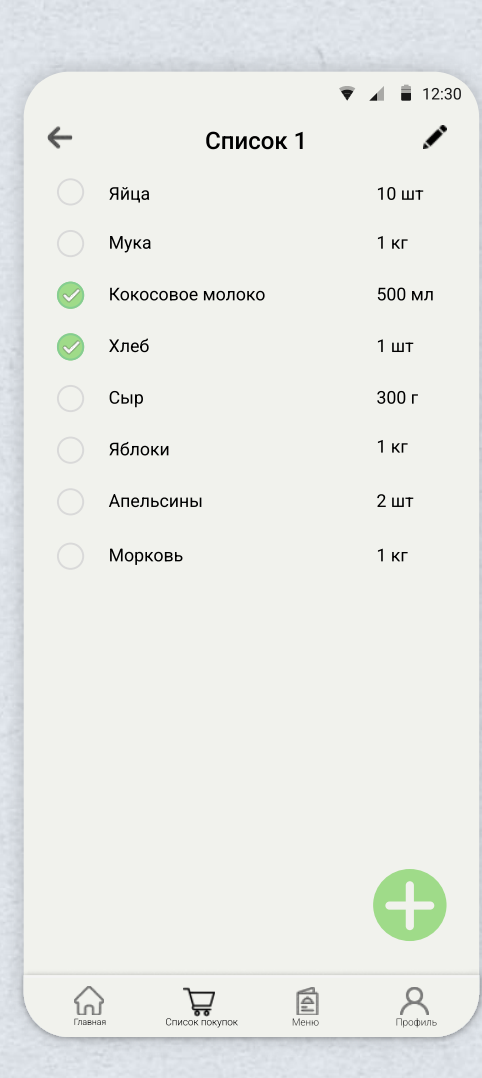 12:30
Список 1
Яйца 10 шт
Мука 1 кг
Кокосовое молоко 500 мл
Хлеб 1 шт
Сыр 300 г
Яблоки 1 кг
Апельсины 2 шт
Морковь 1 кг
Главная Список покупок Меню Профиль